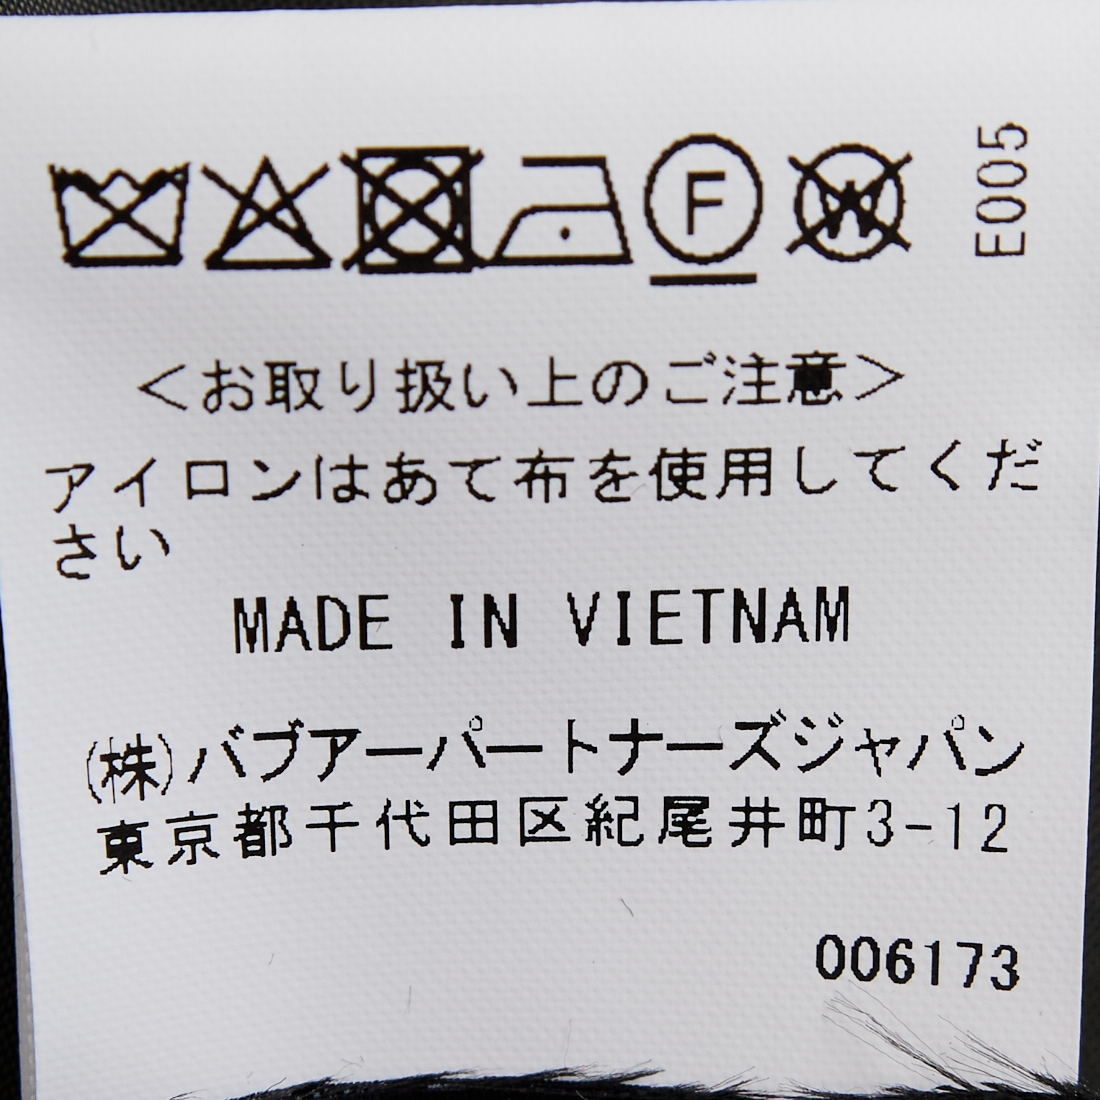 F
W
E005
＜お取り扱い上のご注意＞
アイロンはあて布を使用してくだ
さい
MADE IN VIETNAM
(株)バブアーパートナーズジャパン
東京都千代田区紀尾井町3-12
006173